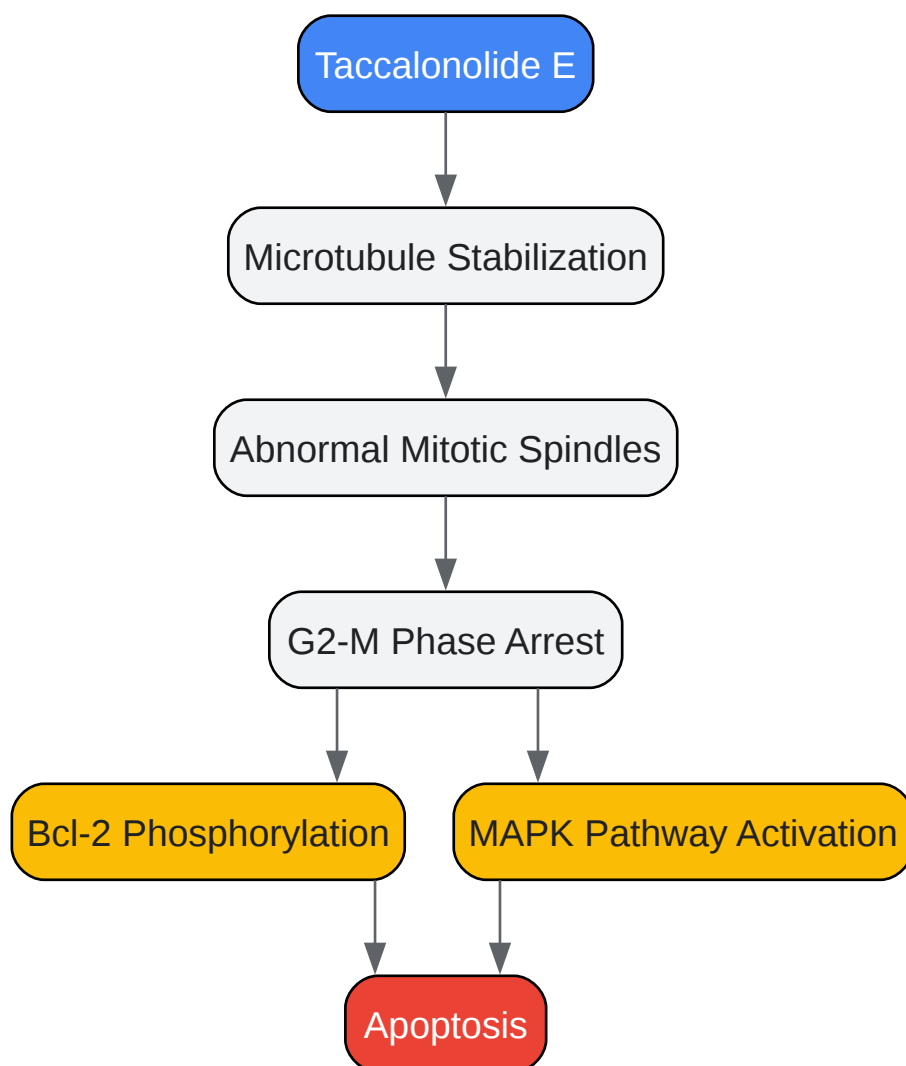 Taccalonolide E
Microtubule Stabilization
Abnormal Mitotic Spindles
G2-M Phase Arrest
Bcl-2 Phosphorylation
MAPK Pathway Activation
Apoptosis